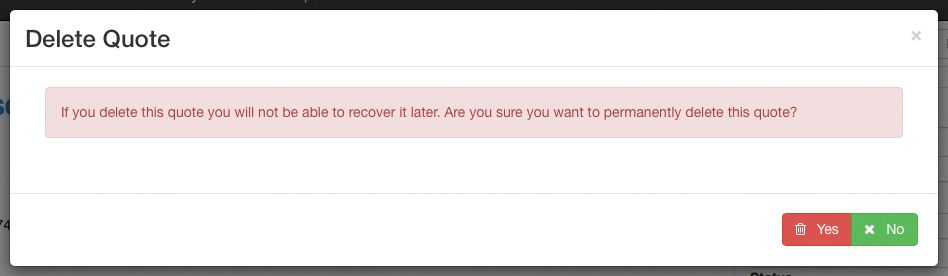 Delete Quote
×
If you delete this quote you will not be able to recover it later. Are you sure you want to permanently delete this quote?
74
Yes
No